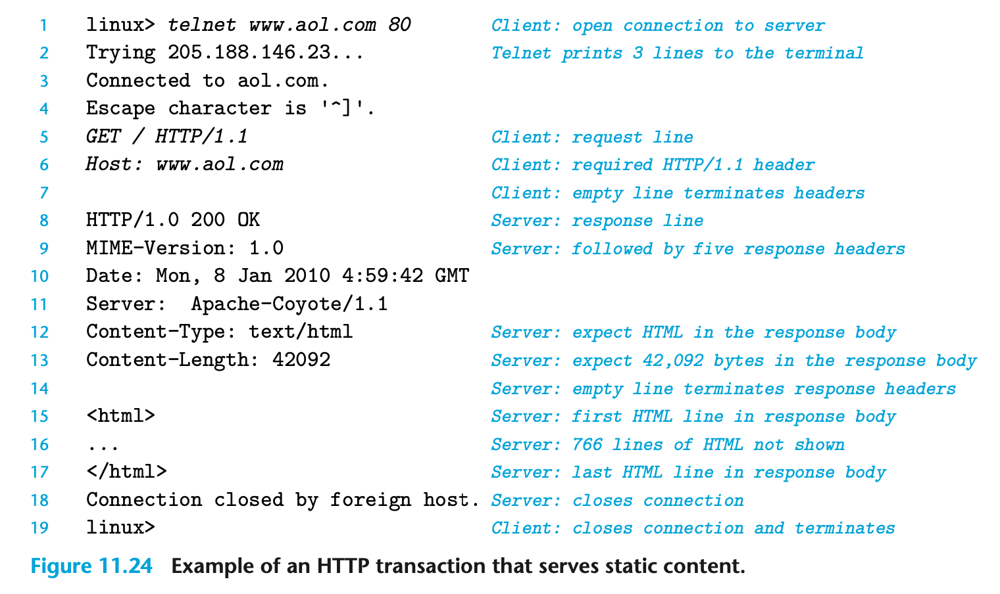 1 linux> telnet www.aol.com 80 Client: open connection to server
2 Trying 205.188.146.23... Telnet prints 3 lines to the terminal
3 Connected to aol.com.
4 Escape character is '^]'.
5 GET / HTTP/1.1 Client: request line
6 Host: www.aol.com Client: required HTTP/1.1 header
7 Client: empty line terminates headers
8 HTTP/1.0 200 OK Server: response line
9 MIME-Version: 1.0 Server: followed by five response headers
10 Date: Mon, 8 Jan 2010 4:59:42 GMT
11 Server:  Apache-Coyote/1.1
12 Content-Type: text/html Server: expect HTML in the response body
13 Content-Length: 42092 Server: expect 42,092 bytes in the response body
14 Server: empty line terminates response headers
15 <html> Server: first HTML line in response body
16 ... Server: 766 lines of HTML not shown
17 </html> Server: last HTML line in response body
18 Connection closed by foreign host. Server: closes connection
19 linux> Client: closes connection and terminates
Figure 11.24 Example of an HTTP transaction that serves static content.